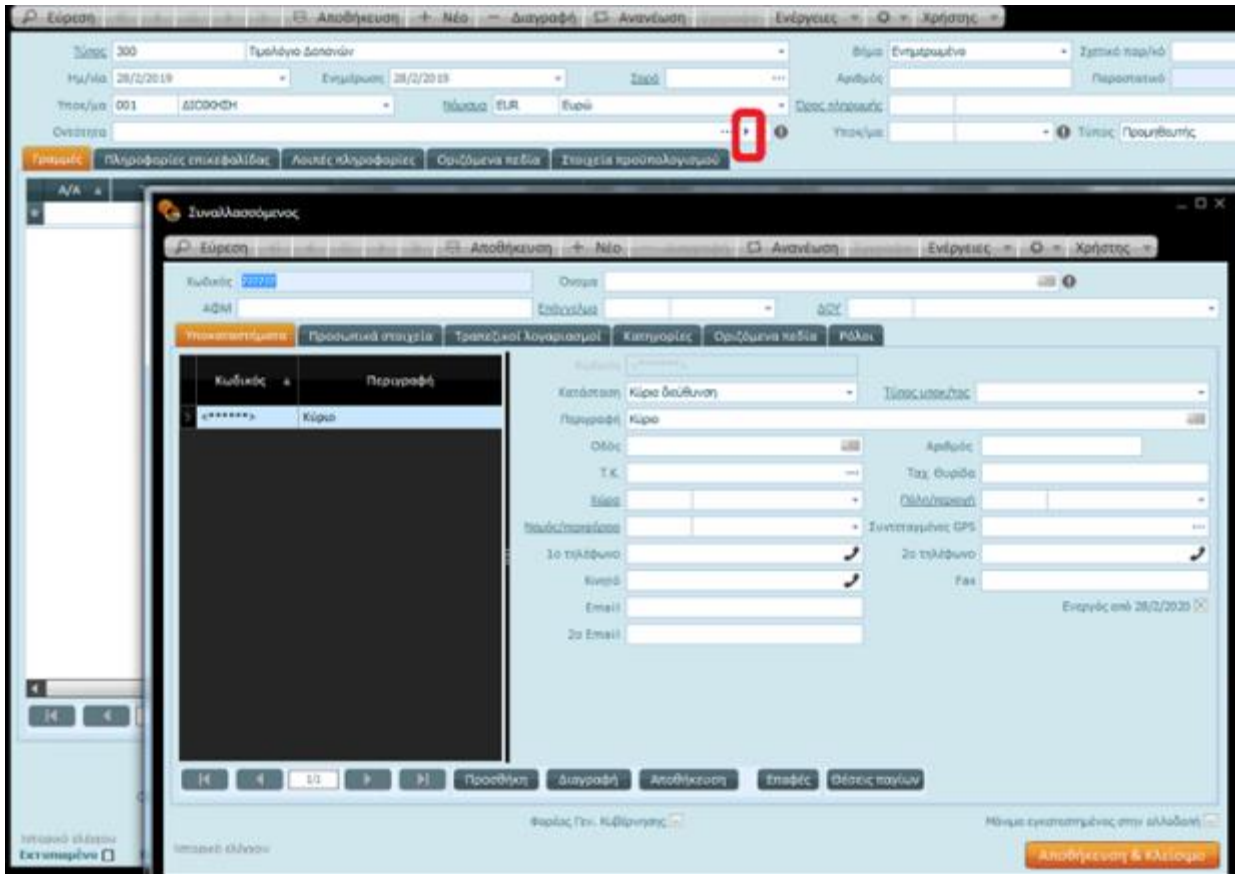 Εύρεση Αποθήκευση + Νέο − Διαγραφή Ανανέωση Ενέργειες Χρήστης
Τύπος 300 Τιμολόγιο Δαπανών Βήμα Ενημερωμένο Σχετικό παρ/κό
Ημ/νία 28/2/2019 Ενημέρωση 28/2/2019 Σειρά Αριθμός Παραστατικό
Υποκ/μα 001 ΔΙΟΙΚΗΣΗ Νόμισμα EUR Ευρώ Όρος πληρωμής
Οντότητα Υποκ/μα Τύπος Προμηθευτής
Γραμμές Πληροφορίες επικεφαλίδας Λοιπές πληροφορίες Οριζόμενα πεδία Στοιχεία προϋπολογισμού
Α/Α
Συναλλασσόμενος
Εύρεση Αποθήκευση + Νέο Ανανέωση Ενέργειες Χρήστης
Κωδικός Όνομα
ΑΦΜ Επάγγελμα ΔΟΥ
Υποκαταστήματα Προσωπικά στοιχεία Τραπεζικοί λογαριασμοί Κατηγορίες Οριζόμενα πεδία Ρόλοι
Κωδικός Περιγραφή
Κωδικός <******>
Κατάσταση Κύρια διεύθυνση Τύπος υποκ/τος
<******> Κύριο
Περιγραφή Κύριο
Οδός Αριθμός
Τ.Κ. Ταχ. Θυρίδα
Χώρα Πόλη/περιοχή
Νομός/περιφέρεια Συντεταγμένες GPS
1ο τηλέφωνο 2ο τηλέφωνο
Κινητό Fax
Email Ενεργός από 28/2/2020
2ο Email
1/1 Προσθήκη Διαγραφή Αποθήκευση Επαφές Θέσεις παγίων
Φορέας Γεν. Κυβέρνησης Μόνιμα εγκατεστημένος στην αλλοδαπή
Ιστορικό ελέγχου
Εκτυπωμένο
Ιστορικό ελέγχου
Αποθήκευση & Κλείσιμο